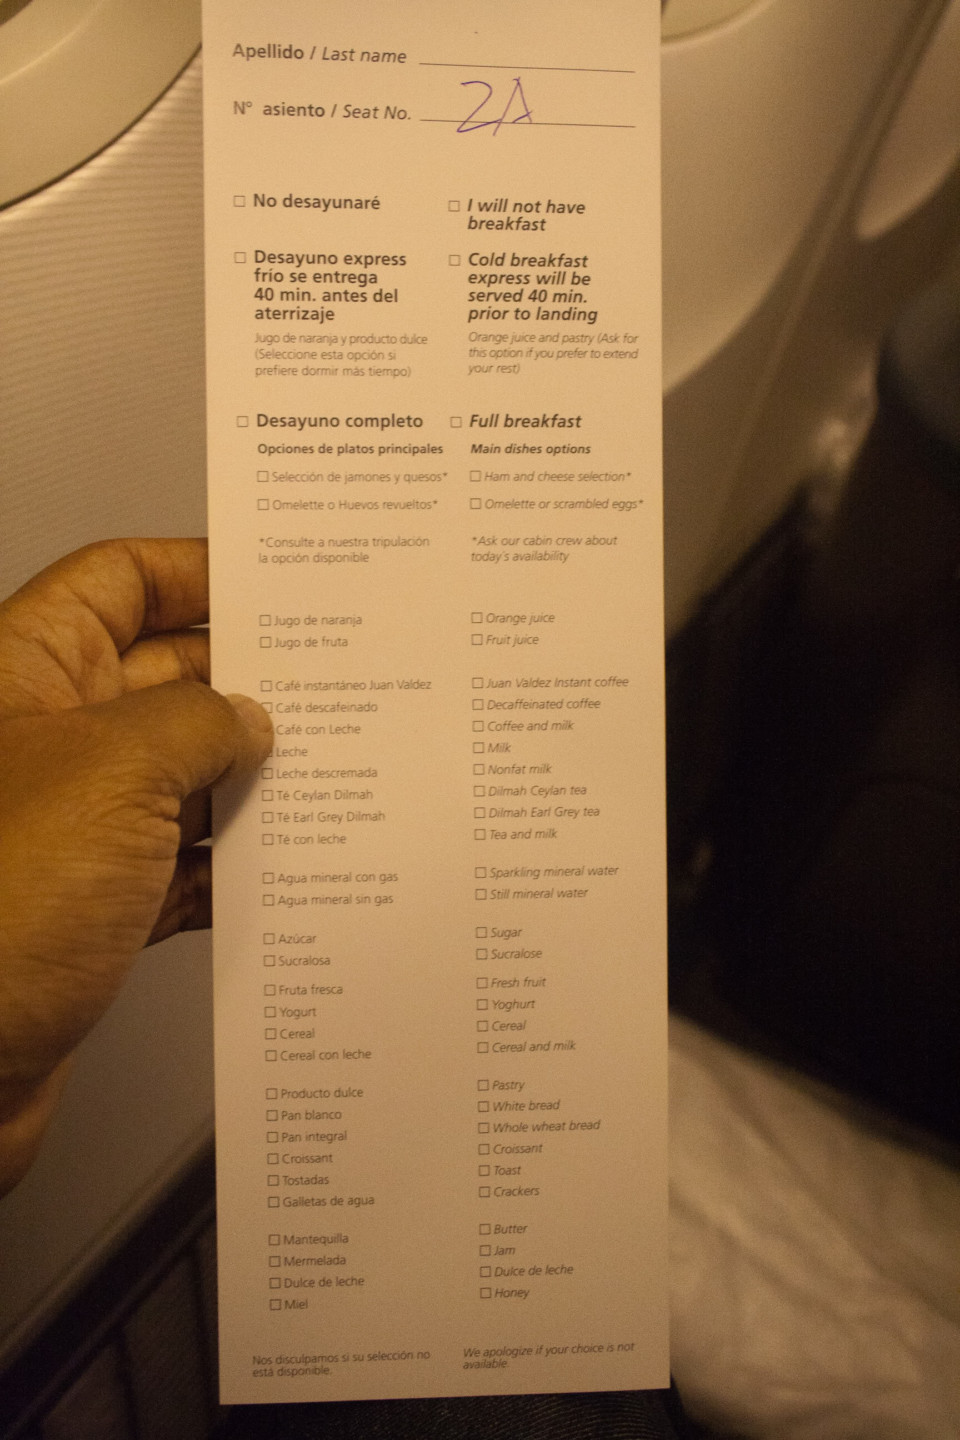 Apellido / Last name
N° asiento / Seat No. 2A
No desayunaré
I will not have
breakfast
Desayuno express
frío se entrega
40 min. antes del
aterrizaje
Jugo de naranja y producto dulce
(Seleccione esta opción si
prefiere dormir más tiempo)
Cold breakfast
express will be
served 40 min.
prior to landing
Orange juice and pastry (Ask for
this option if you prefer to extend
your rest)
Desayuno completo
Opciones de platos principales
Selección de jamones y quesos*
Omelette o Huevos revueltos*
*Consulte a nuestra tripulación
la opción disponible
Full breakfast
Main dishes options
Ham and cheese selection*
Omelette or scrambled eggs*
*Ask our cabin crew about
today's availability
Jugo de naranja
Jugo de fruta
Café instantáneo Juan Valdez
Café descafeinado
Café con Leche
Leche
Leche descremada
Té Ceylan Dilmah
Té Earl Grey Dilmah
Té con leche
Agua mineral con gas
Agua mineral sin gas
Azúcar
Sucralosa
Fruta fresca
Yogurt
Cereal
Cereal con leche
Producto dulce
Pan blanco
Pan integral
Croissant
Tostadas
Galletas de agua
Mantequilla
Mermelada
Dulce de leche
Miel
Nos disculpamos si su selección no
está disponible.
Orange juice
Fruit juice
Juan Valdez Instant coffee
Decaffeinated coffee
Coffee and milk
Milk
Nonfat milk
Dilmah Ceylan tea
Dilmah Earl Grey tea
Tea and milk
Sparkling mineral water
Still mineral water
Sugar
Sucralose
Fresh fruit
Yoghurt
Cereal
Cereal and milk
Pastry
White bread
Whole wheat bread
Croissant
Toast
Crackers
Butter
Jam
Dulce de leche
Honey
We apologize if your choice is not
available.